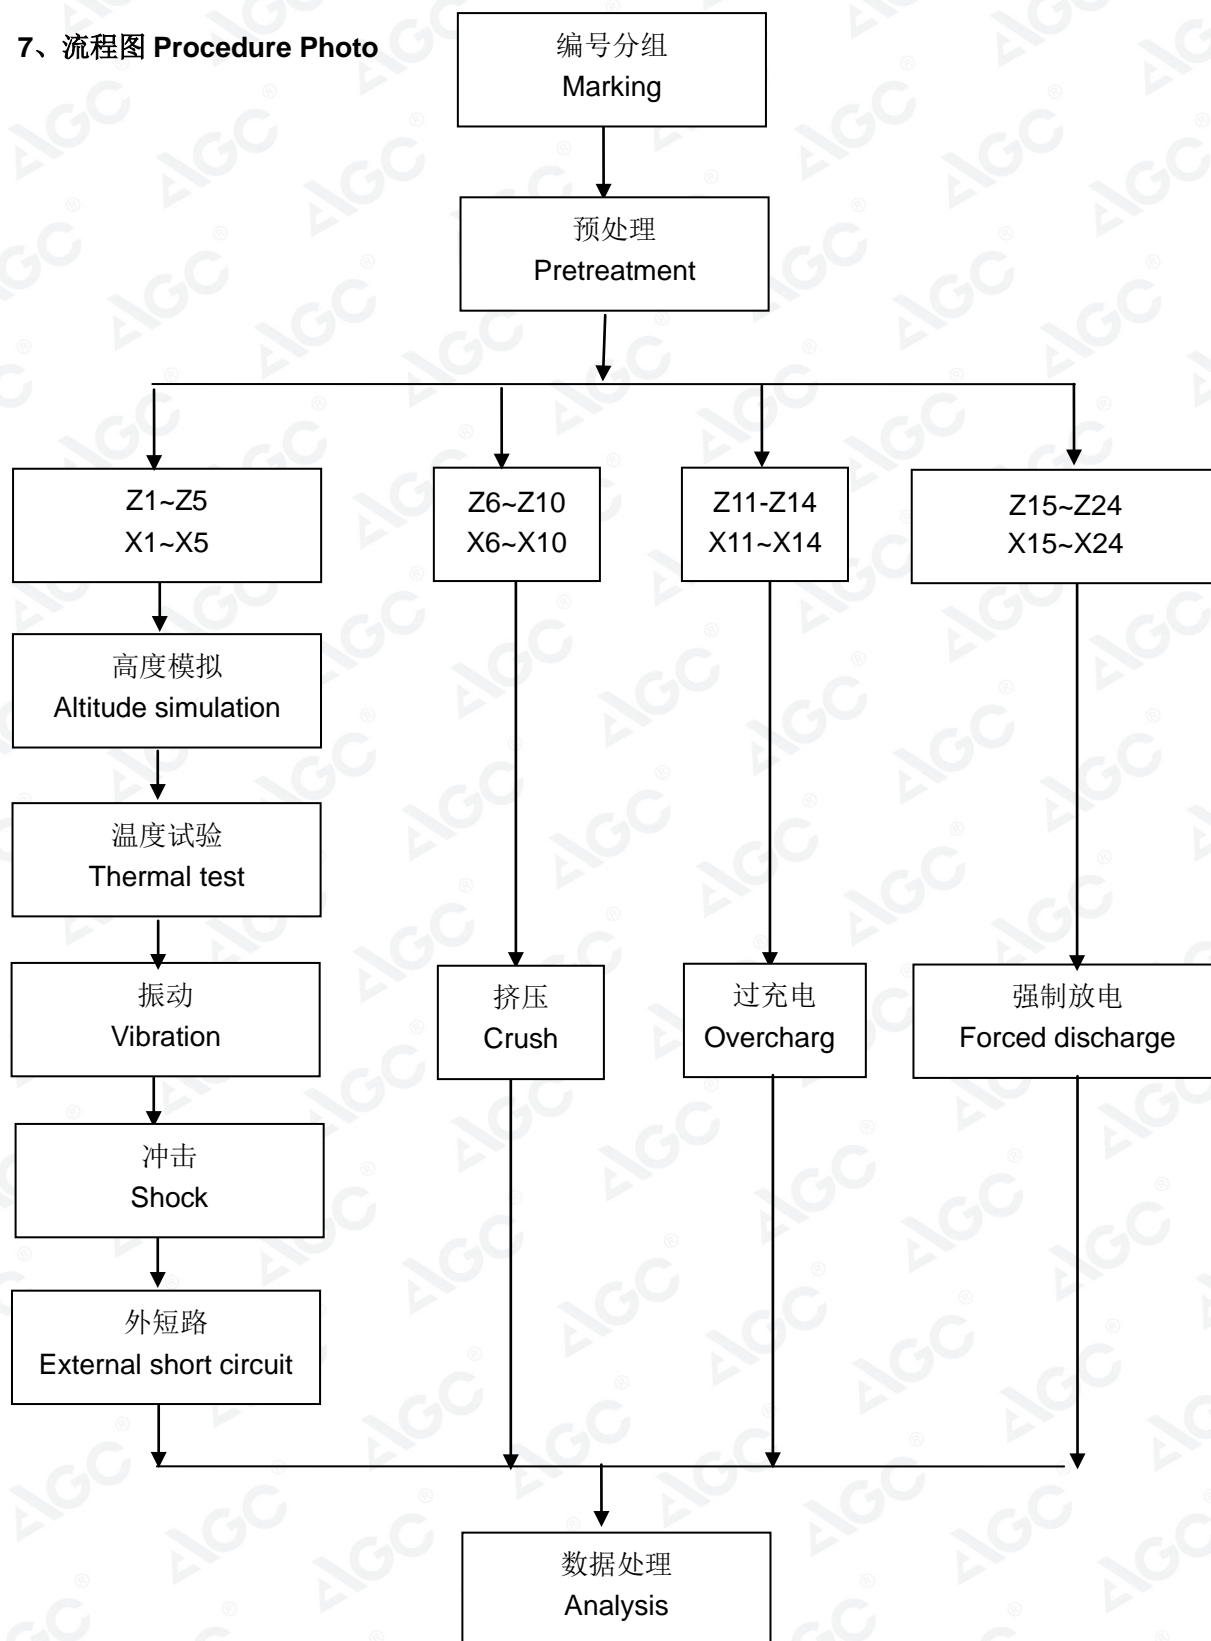 7、流程图 Procedure Photo
编号分组
Marking
预处理
Pretreatment
Z1~Z5
X1~X5
Z6~Z10
X6~X10
Z11-Z14
X11~X14
Z15~Z24
X15~X24
高度模拟
Altitude simulation
温度试验
Thermal test
振动
Vibration
挤压
Crush
过充电
Overcharg
强制放电
Forced discharge
冲击
Shock
外短路
External short circuit
数据处理
Analysis